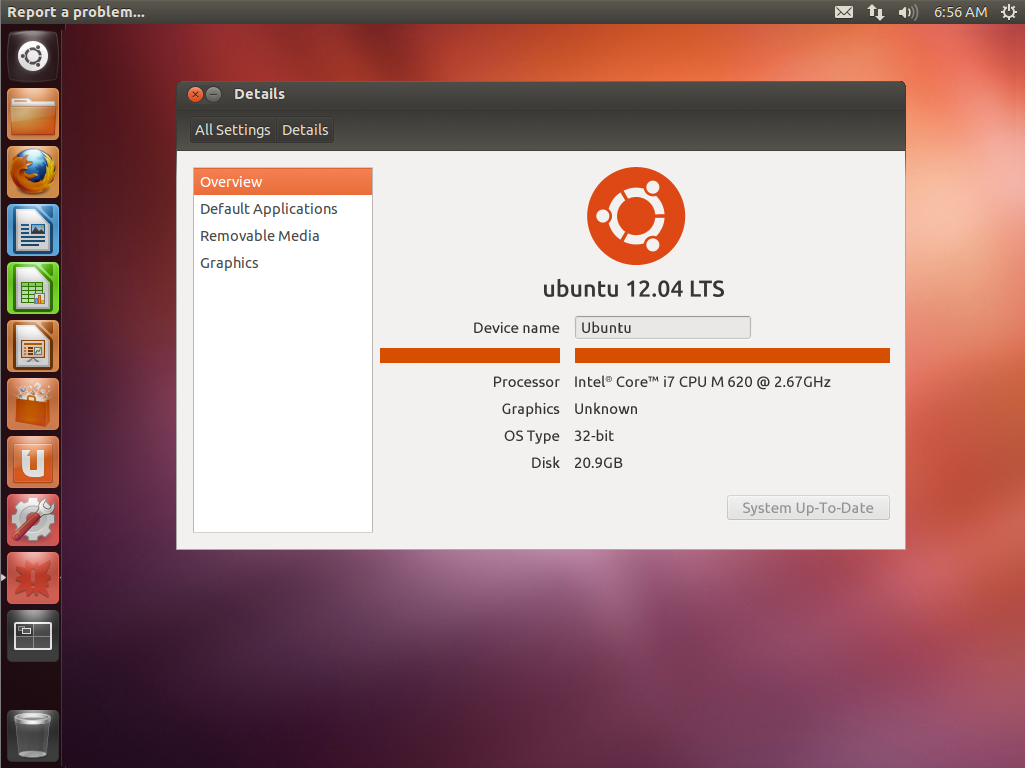 Report a problem...
6:56 AM
Details
All Settings Details
Overview
Default Applications
Removable Media
Graphics
ubuntu 12.04 LTS
Device name Ubuntu
Processor Intel® Core™ i7 CPU M 620 @ 2.67GHz
Graphics Unknown
OS Type 32-bit
Disk 20.9GB
System Up-To-Date